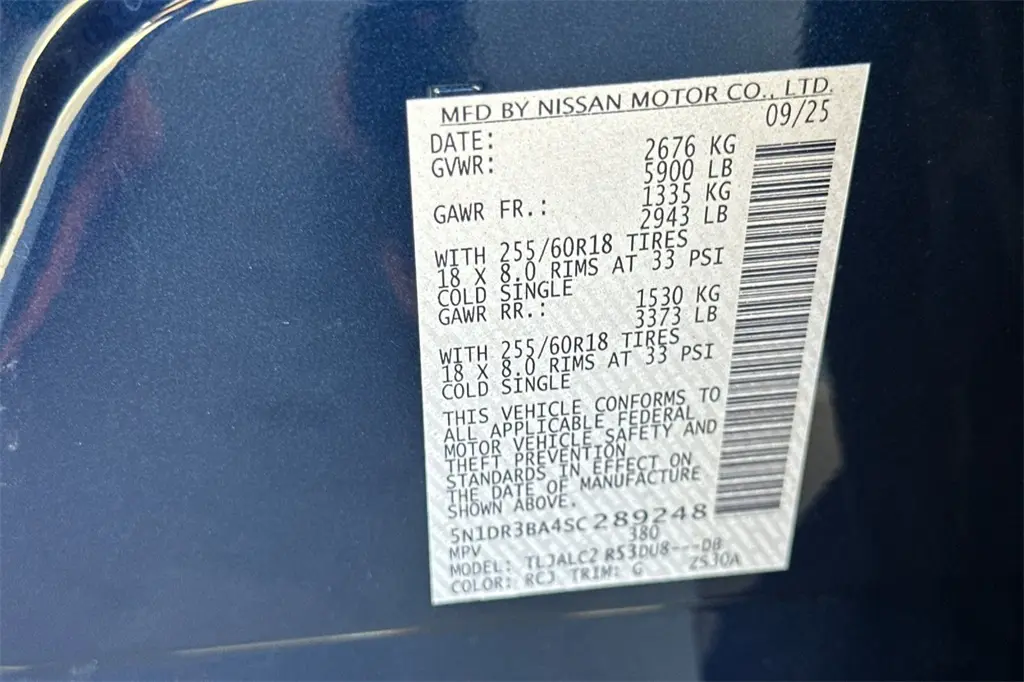 MFD BY NISSAN MOTOR CO., LTD.
DATE: 09/25
GVWR: 2676 KG
5900 LB
GAWR FR.: 1335 KG
2943 LB
WITH 255/60R18 TIRES
18 X 8.0 RIMS AT 33 PSI
COLD SINGLE
GAWR RR.: 1530 KG
3373 LB
WITH 255/60R18 TIRES
18 X 8.0 RIMS AT 33 PSI
COLD SINGLE
THIS VEHICLE CONFORMS TO
ALL APPLICABLE FEDERAL
MOTOR VEHICLE SAFETY AND
THEFT PREVENTION
STANDARDS IN EFFECT ON
THE DATE OF MANUFACTURE
SHOWN ABOVE.
5N1DR3BA4SC289248
MPV 380
MODEL: TLJALC2 RS3DU8---DB
COLOR: RCJ TRIM: G ZS30A